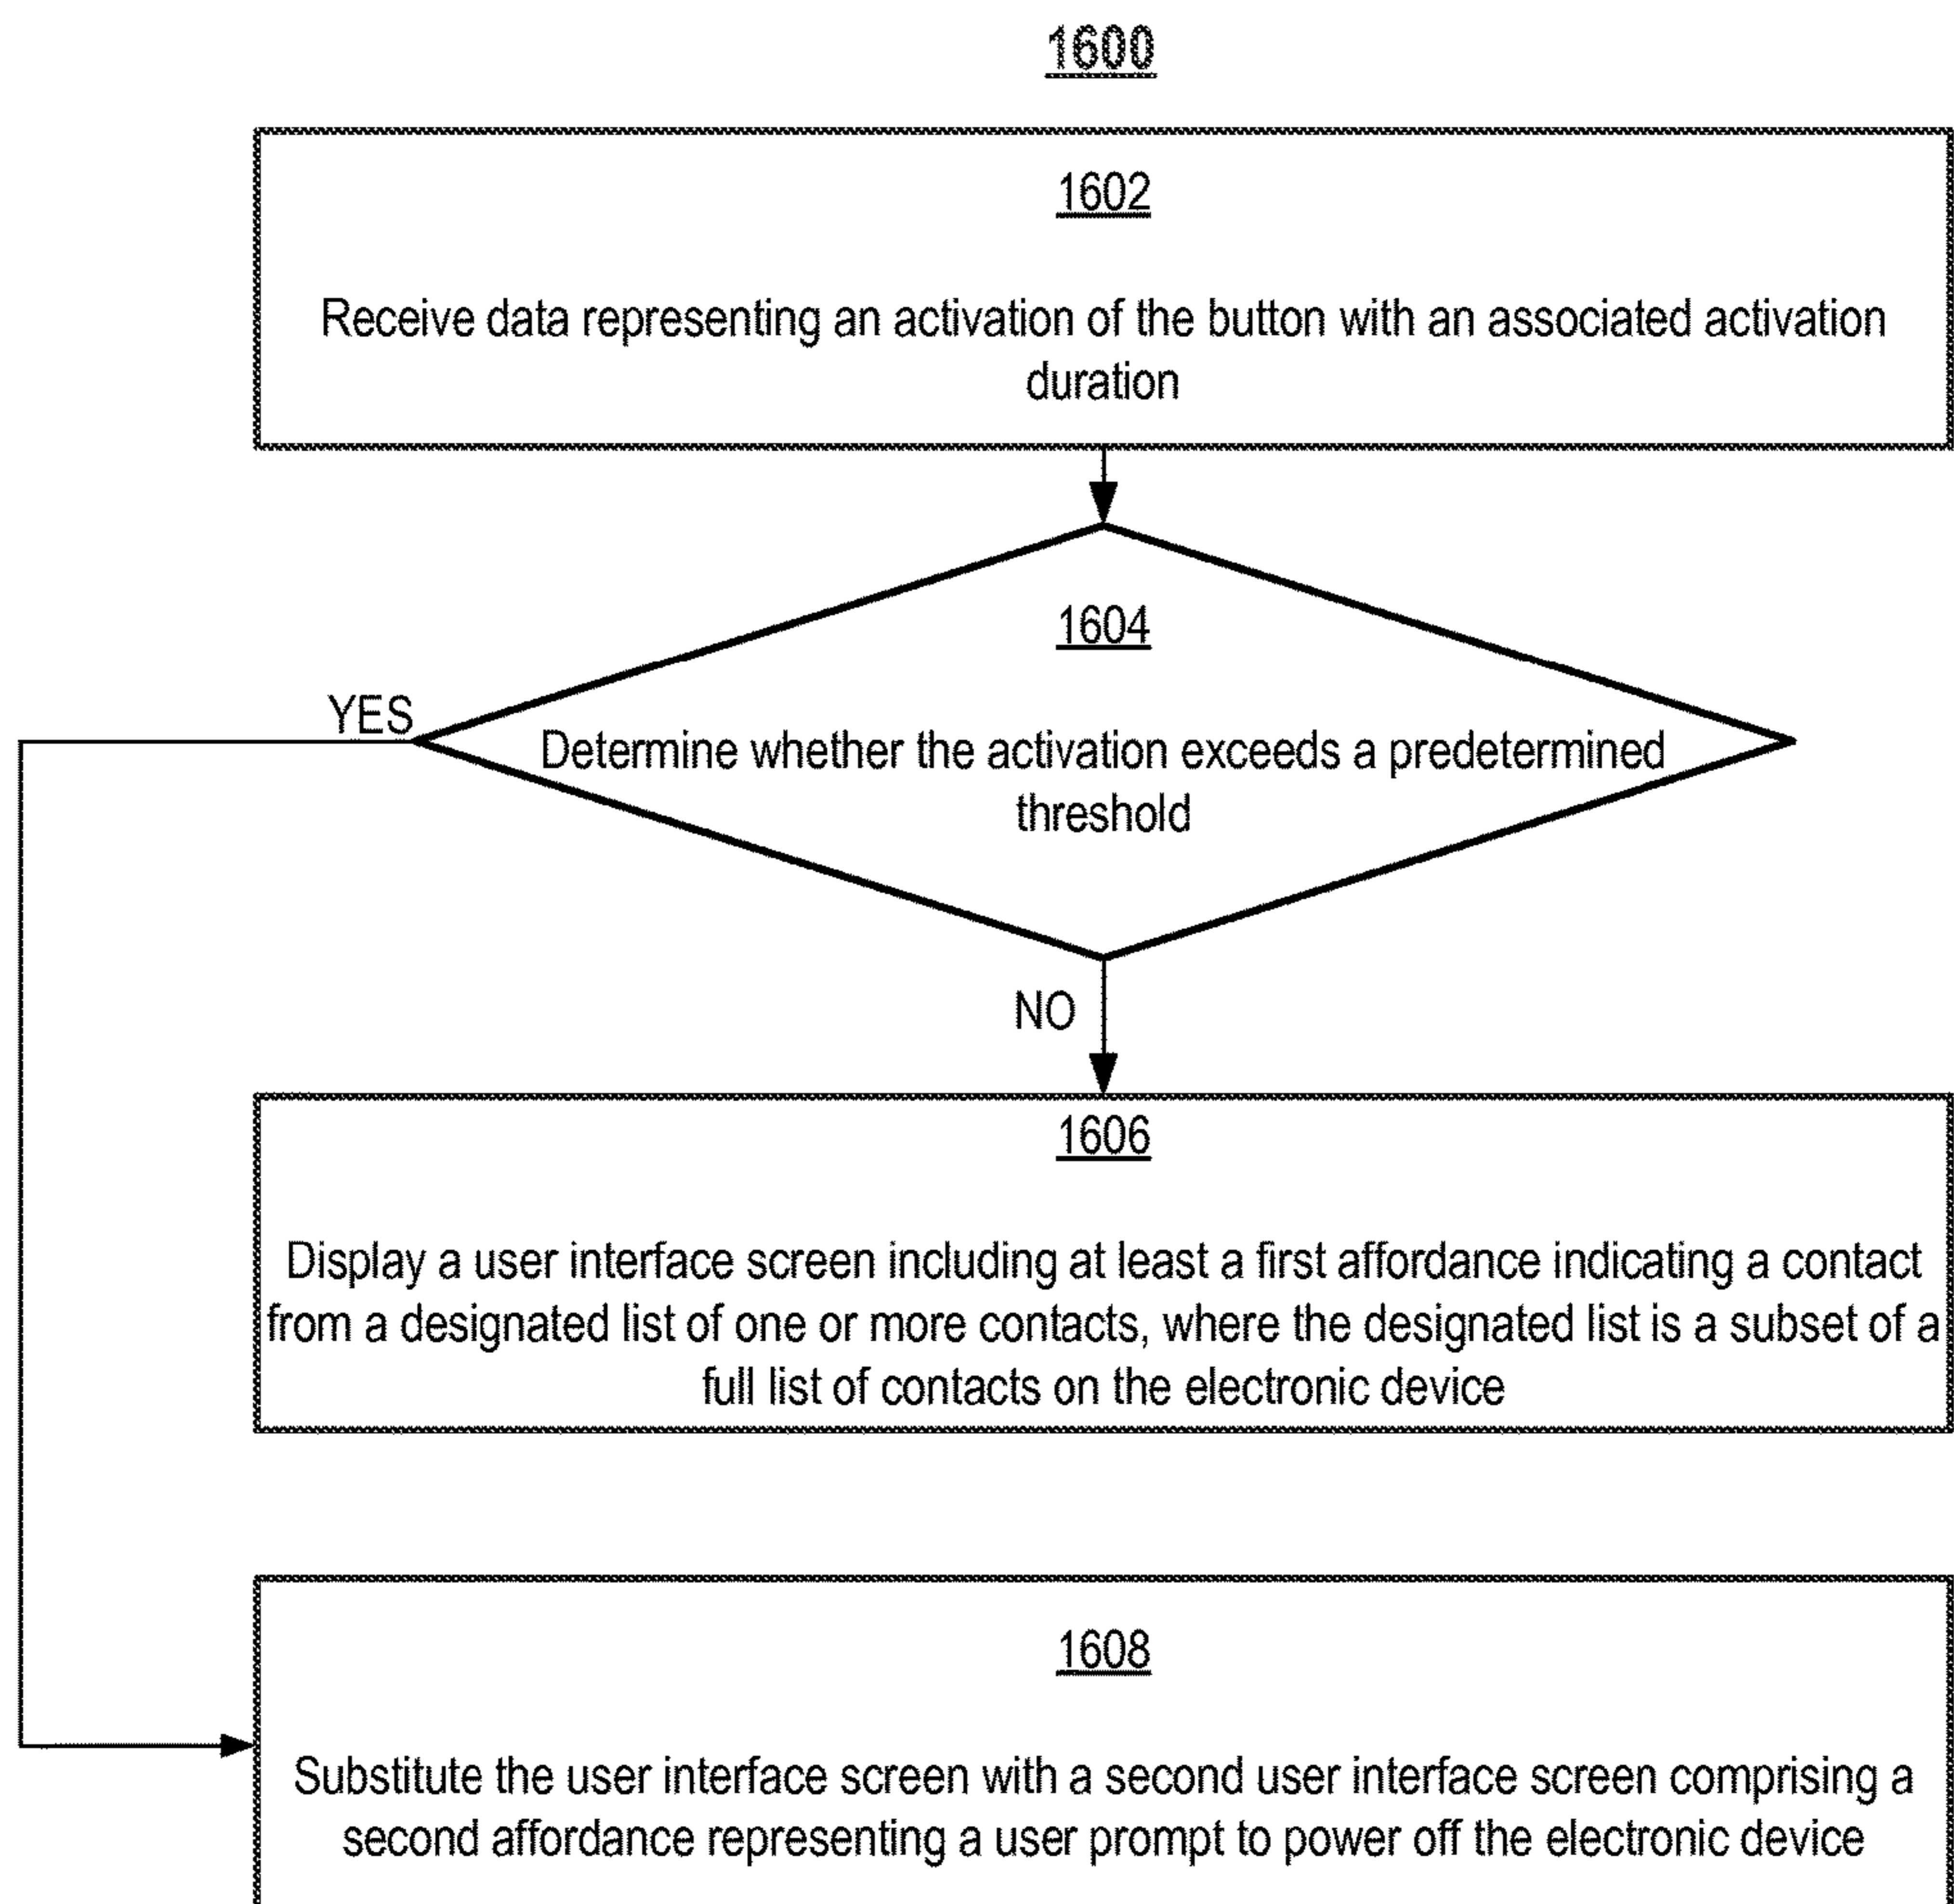 1600
1602
Receive data representing an activation of the button with an associated activation
duration
1604
YES
Determine whether the activation exceeds a predetermined
threshold
NO
1606
Display a user interface screen including at least a first affordance indicating a contact
from a designated list of one or more contacts, where the designated list is a subset of a
full list of contacts on the electronic device
1608
Substitute the user interface screen with a second user interface screen comprising a
second affordance representing a user prompt to power off the electronic device